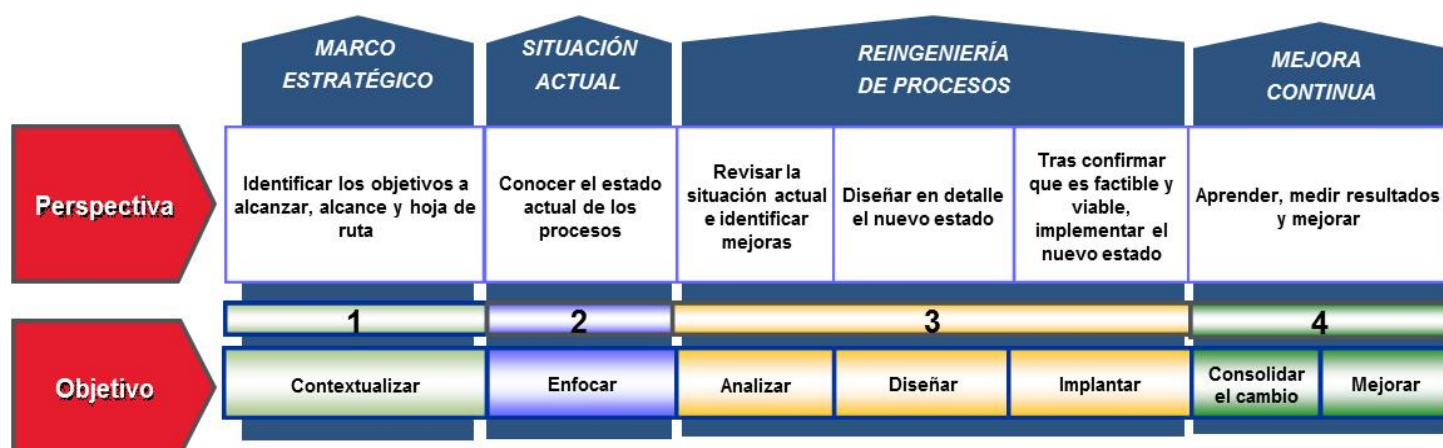 MARCO
ESTRATÉGICO
SITUACIÓN
ACTUAL
REINGENIERÍA
DE PROCESOS
MEJORA
CONTINUA
Perspectiva
Identificar los objetivos a
alcanzar, alcance y hoja de
ruta
Conocer el estado
actual de los
procesos
Revisar la
situación actual
e identificar
mejoras
Diseñar en detalle
el nuevo estado
Tras confirmar
que es factible y
viable,
implementar el
nuevo estado
Aprender, medir resultados
y mejorar
1
2
3
4
Objetivo
Contextualizar
Enfocar
Analizar
Diseñar
Implantar
Consolidar
el cambio
Mejorar